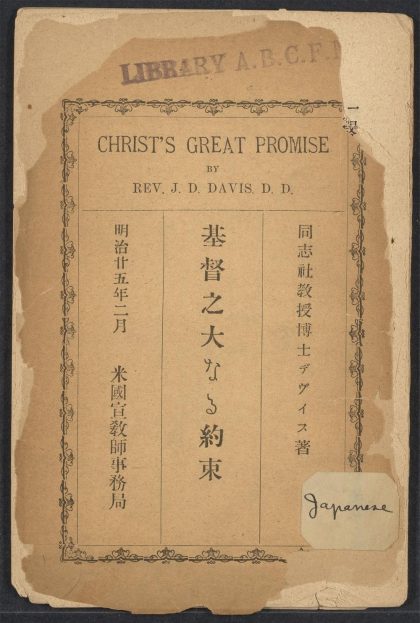 LIBRARY A.B.C.F.
CHRIST'S GREAT PROMISE
BY
REV. J. D. DAVIS. D. D.
同志社教授博士デヴィス著
基督之大なる約束
明治廿五年二月 米國宣敎師事務局
Japanese